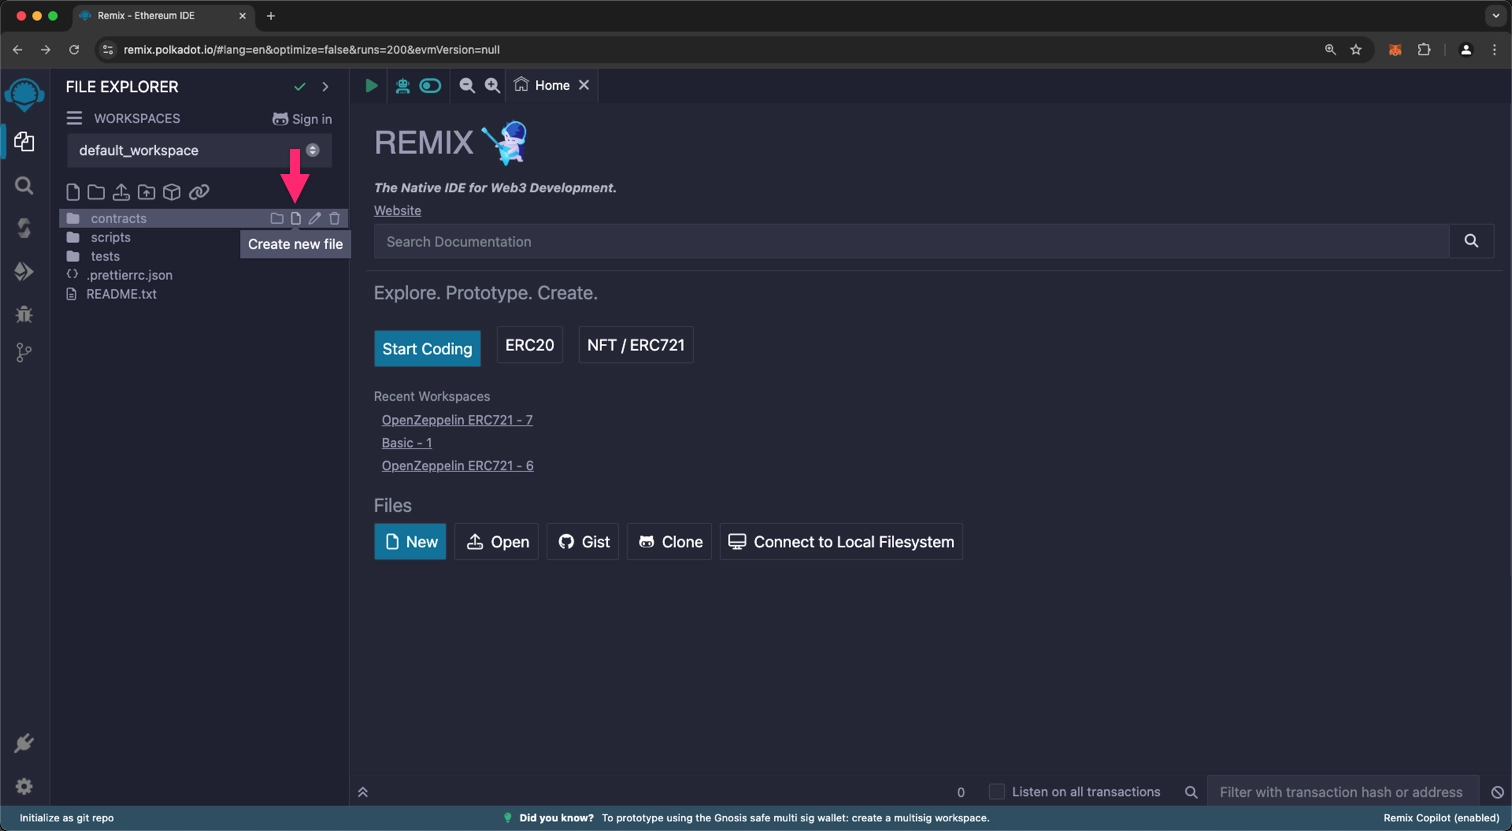 Remix - Ethereum IDE
remix.polkadot.io/#lang=en&optimize=false&runs=200&evmVersion=null
FILE EXPLORER
WORKSPACES
Sign in
default_workspace
contracts
Create new file
scripts
tests
.prettierrc.json
README.txt
Home
REMIX
The Native IDE for Web3 Development.
Website
Search Documentation
Explore. Prototype. Create.
Start Coding
ERC20
NFT / ERC721
Recent Workspaces
OpenZeppelin ERC721 - 7
Basic - 1
OpenZeppelin ERC721 - 6
Files
New
Open
Gist
Clone
Connect to Local Filesystem
0
Listen on all transactions
Filter with transaction hash or address
Initialize as git repo
Did you know? To prototype using the Gnosis safe multi sig wallet: create a multisig workspace.
Remix Copilot (enabled)